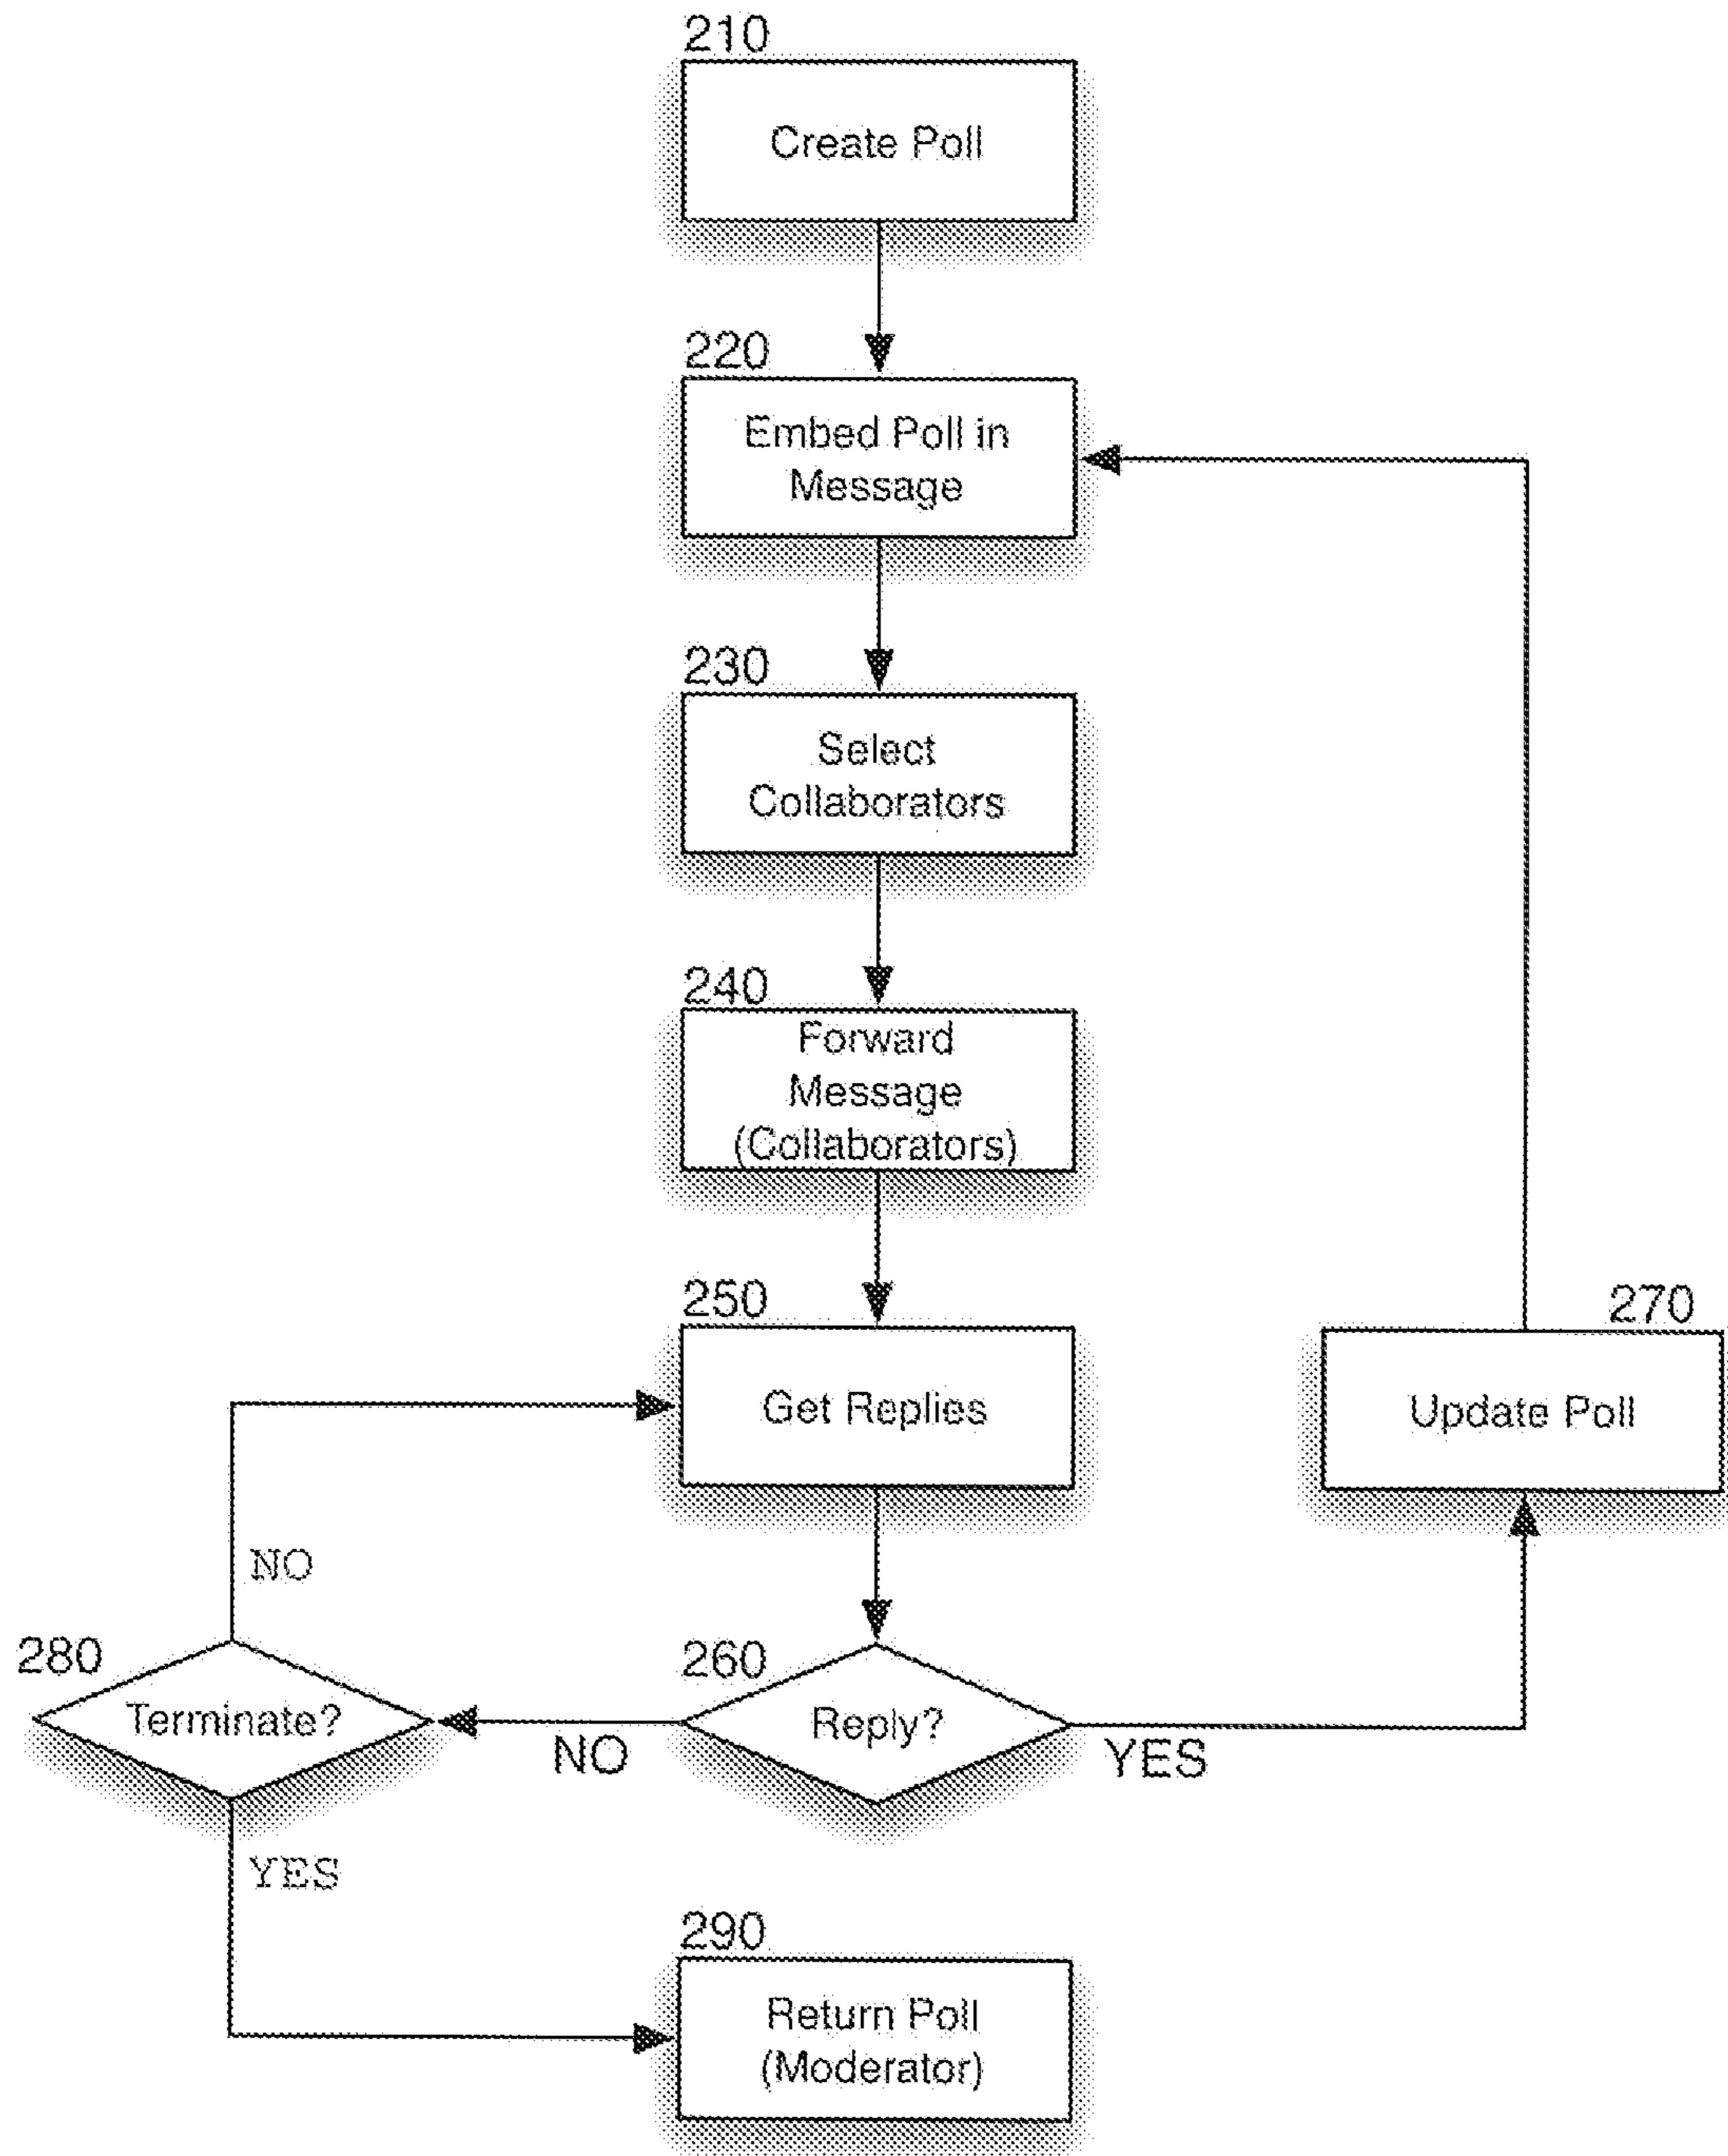 210
Create Poll
220
Embed Poll in
Message
230
Select
Collaborators
240
Forward
Message
(Collaborators)
250
Get Replies
270
Update Poll
NO
280
Terminate?
NO
260
Reply?
YES
YES
290
Return Poll
(Moderator)